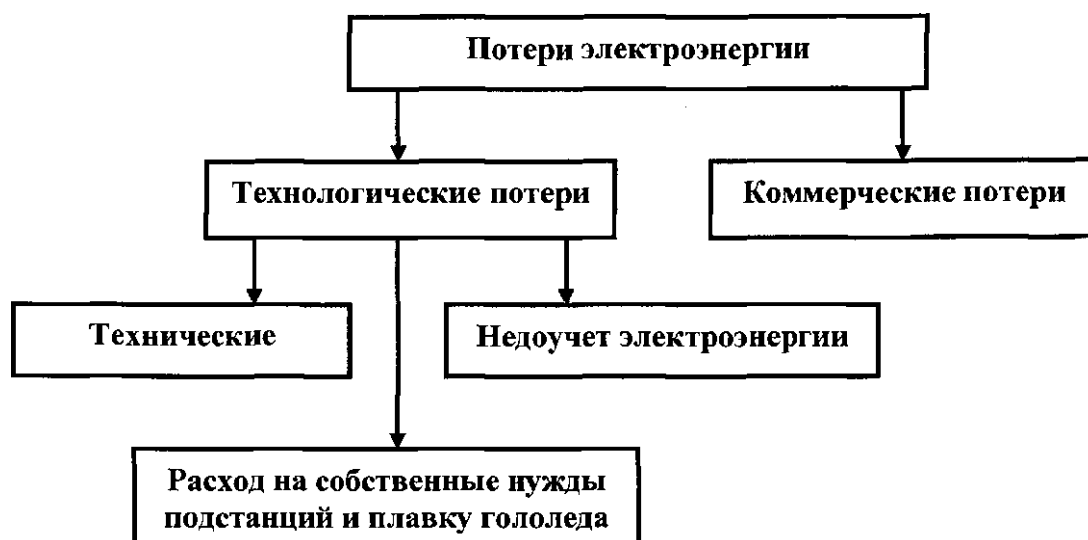 Потери электроэнергии
Технологические потери
Коммерческие потери
Технические
Недоучет электроэнергии
Расход на собственные нужды
подстанций и плавку гололеда